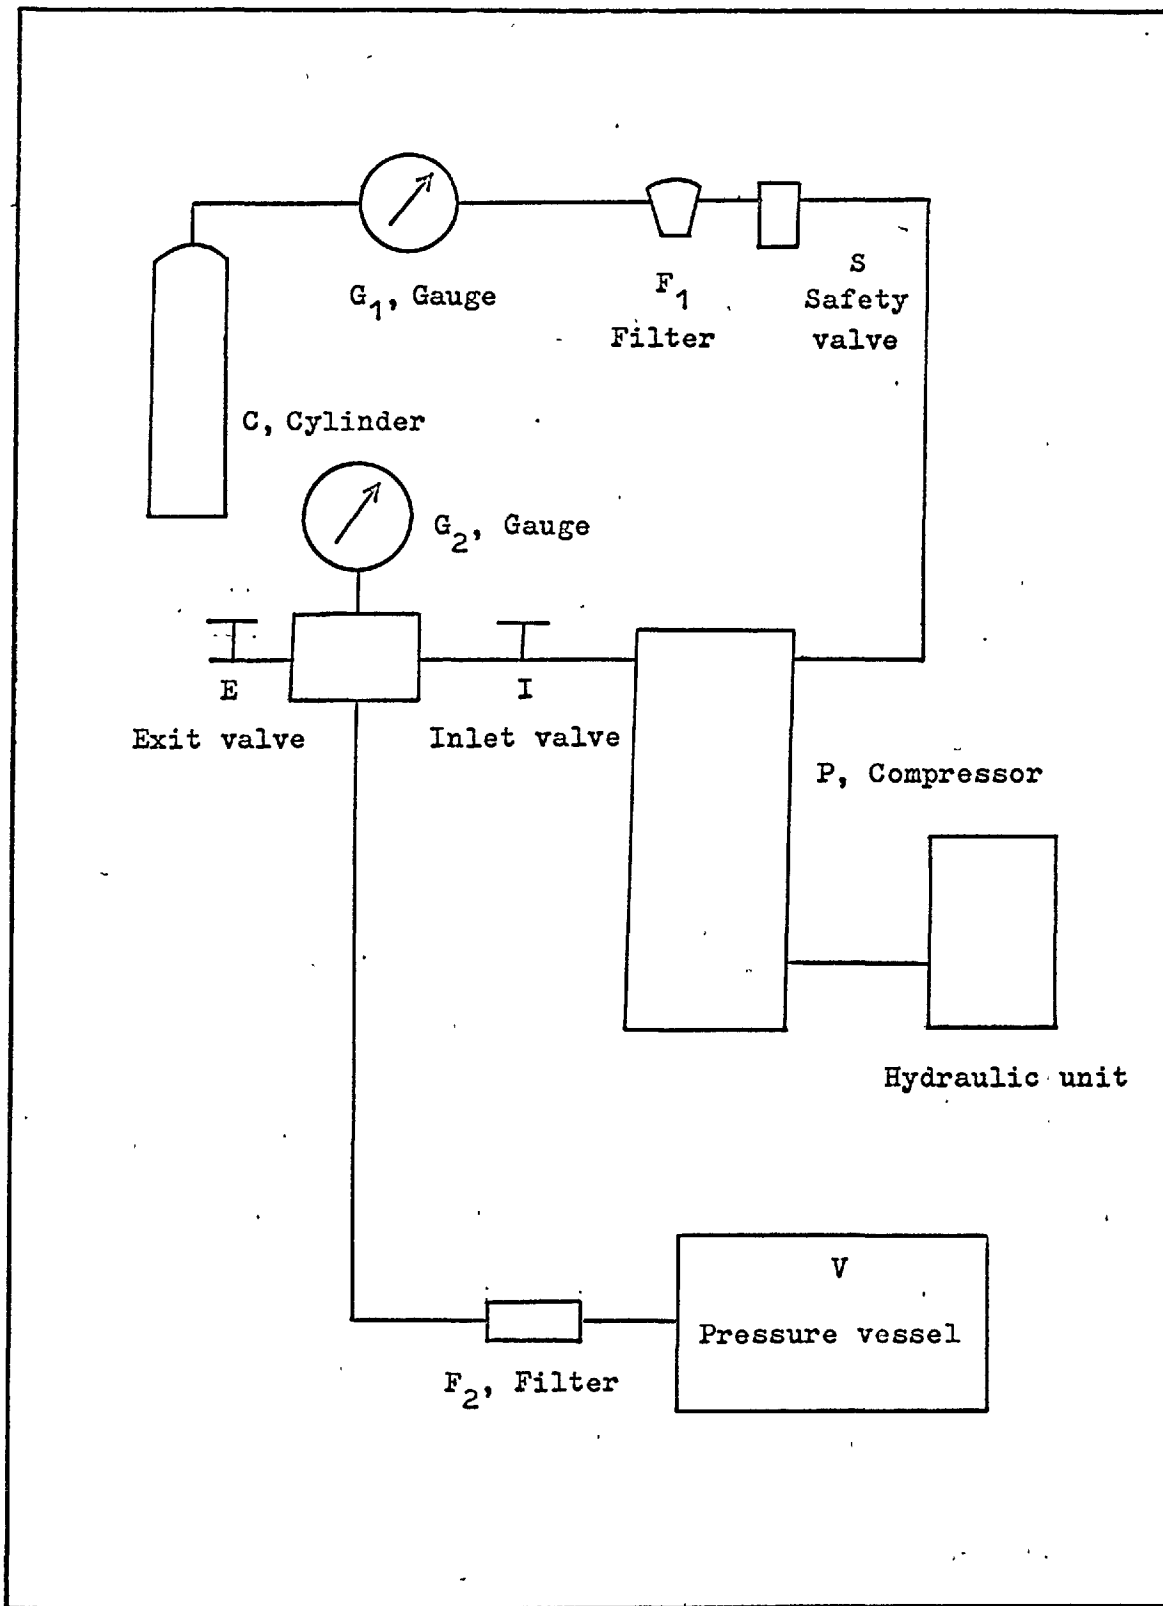 G₁, Gauge
F₁
Filter
S
Safety
valve
C, Cylinder
G₂, Gauge
E
Exit valve
I
Inlet valve
P, Compressor
Hydraulic unit
V
Pressure vessel
F₂, Filter